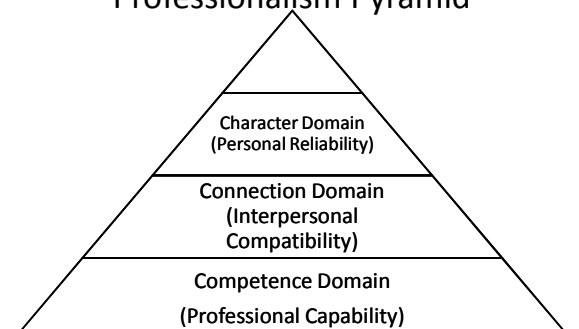 Professionalism Pyramid
Character Domain
(Personal Reliability)
Connection Domain
(Interpersonal
Compatibility)
Competence Domain
(Professional Capability)